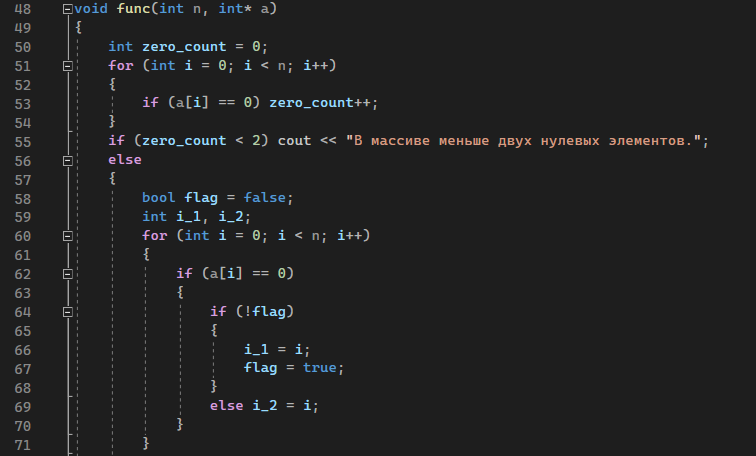 48 void func(int n, int* a)
49 {
50     int zero_count = 0;
51     for (int i = 0; i < n; i++)
52     {
53         if (a[i] == 0) zero_count++;
54     }
55     if (zero_count < 2) cout << "В массиве меньше двух нулевых элементов.";
56     else
57     {
58         bool flag = false;
59         int i_1, i_2;
60         for (int i = 0; i < n; i++)
61         {
62             if (a[i] == 0)
63             {
64                 if (!flag)
65                 {
66                     i_1 = i;
67                     flag = true;
68                 }
69                 else i_2 = i;
70             }
71         }